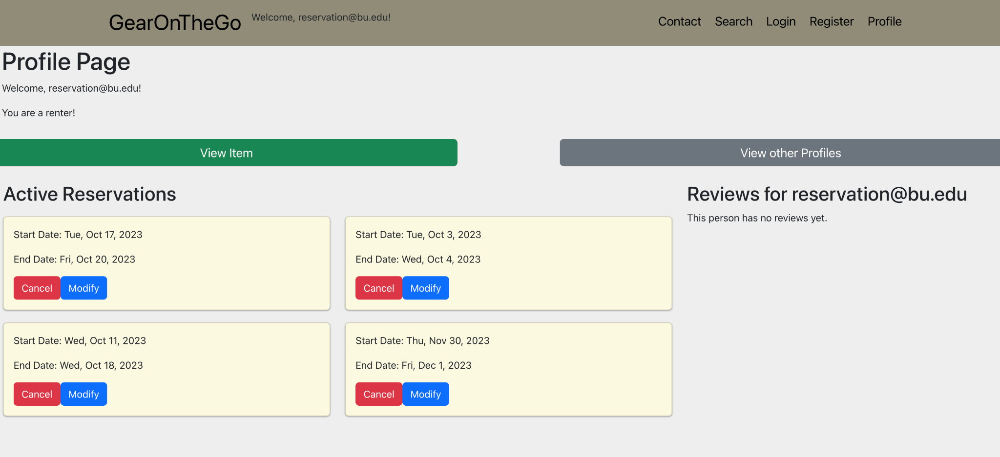 GearOnTheGo
Welcome, reservation@bu.edu!
Contact
Search
Login
Register
Profile
Profile Page
Welcome, reservation@bu.edu!
You are a renter!
View Item
View other Profiles
Active Reservations
Start Date: Tue, Oct 17, 2023
End Date: Fri, Oct 20, 2023
Cancel
Modify
Start Date: Tue, Oct 3, 2023
End Date: Wed, Oct 4, 2023
Cancel
Modify
Start Date: Wed, Oct 11, 2023
End Date: Wed, Oct 18, 2023
Cancel
Modify
Start Date: Thu, Nov 30, 2023
End Date: Fri, Dec 1, 2023
Cancel
Modify
Reviews for reservation@bu.edu
This person has no reviews yet.